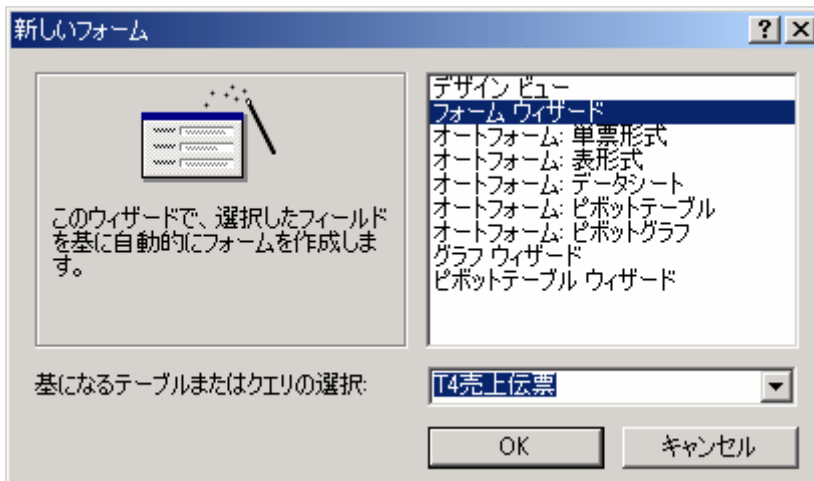 新しいフォーム
このウィザードで、選択したフィールド
を基に自動的にフォームを作成しま
す。
デザイン ビュー
フォーム ウィザード
オートフォーム: 単票形式
オートフォーム: 表形式
オートフォーム: データシート
オートフォーム: ピボットテーブル
オートフォーム: ピボットグラフ
グラフ ウィザード
ピボットテーブル ウィザード
基になるテーブルまたはクエリの選択:
T4売上伝票
OK
キャンセル